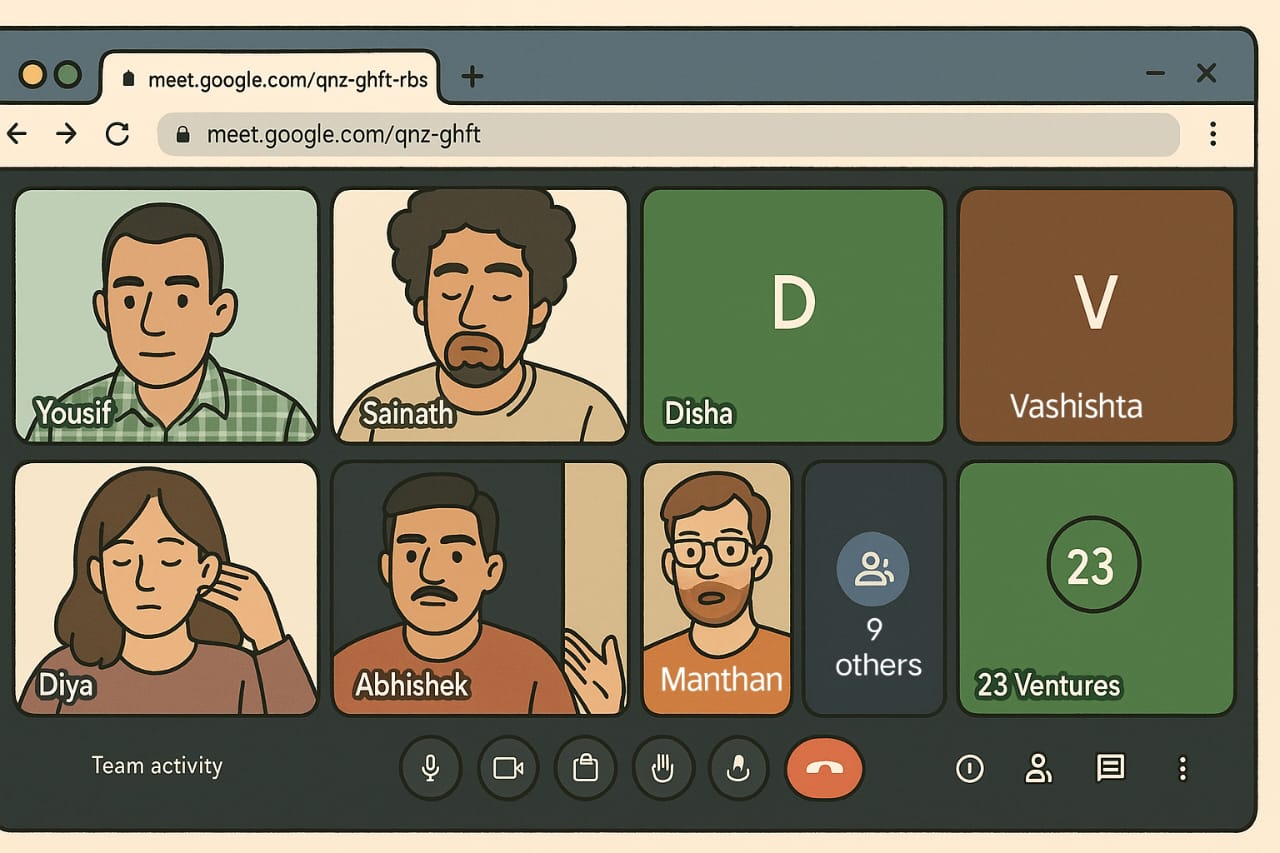 meet.google.com/qnz-ghft-rbs
meet.google.com/qnz-ghft
Yousif
Sainath
D
Disha
V
Vashishta
Diya
Abhishek
Manthan
9
others
23
23 Ventures
Team activity